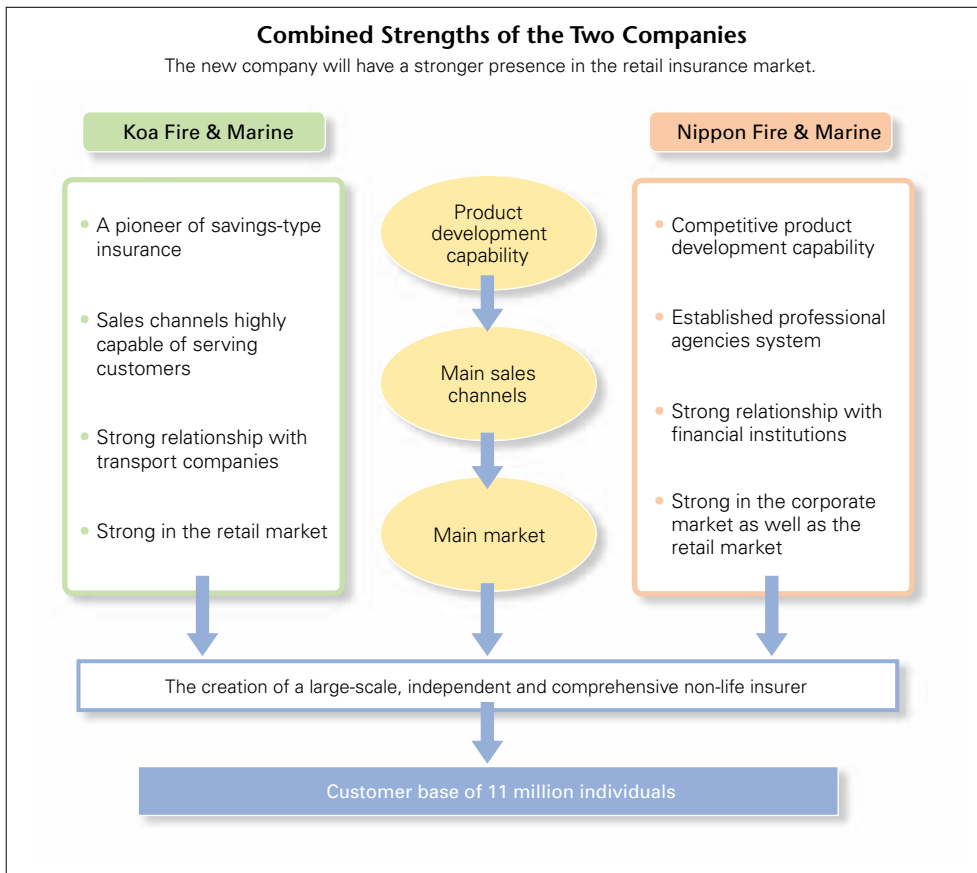 Combined Strengths of the Two Companies
The new company will have a stronger presence in the retail insurance market.
Koa Fire & Marine
• A pioneer of savings-type
insurance
• Sales channels highly
capable of serving
customers
• Strong relationship with
transport companies
• Strong in the retail market
Product
development
capability
Main sales
channels
Main market
Nippon Fire & Marine
• Competitive product
development capability
• Established professional
agencies system
• Strong relationship with
financial institutions
• Strong in the corporate
market as well as the
retail market
The creation of a large-scale, independent and comprehensive non-life insurer
Customer base of 11 million individuals